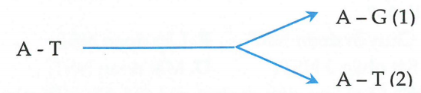 A – G (1)
A - T
A – T (2)